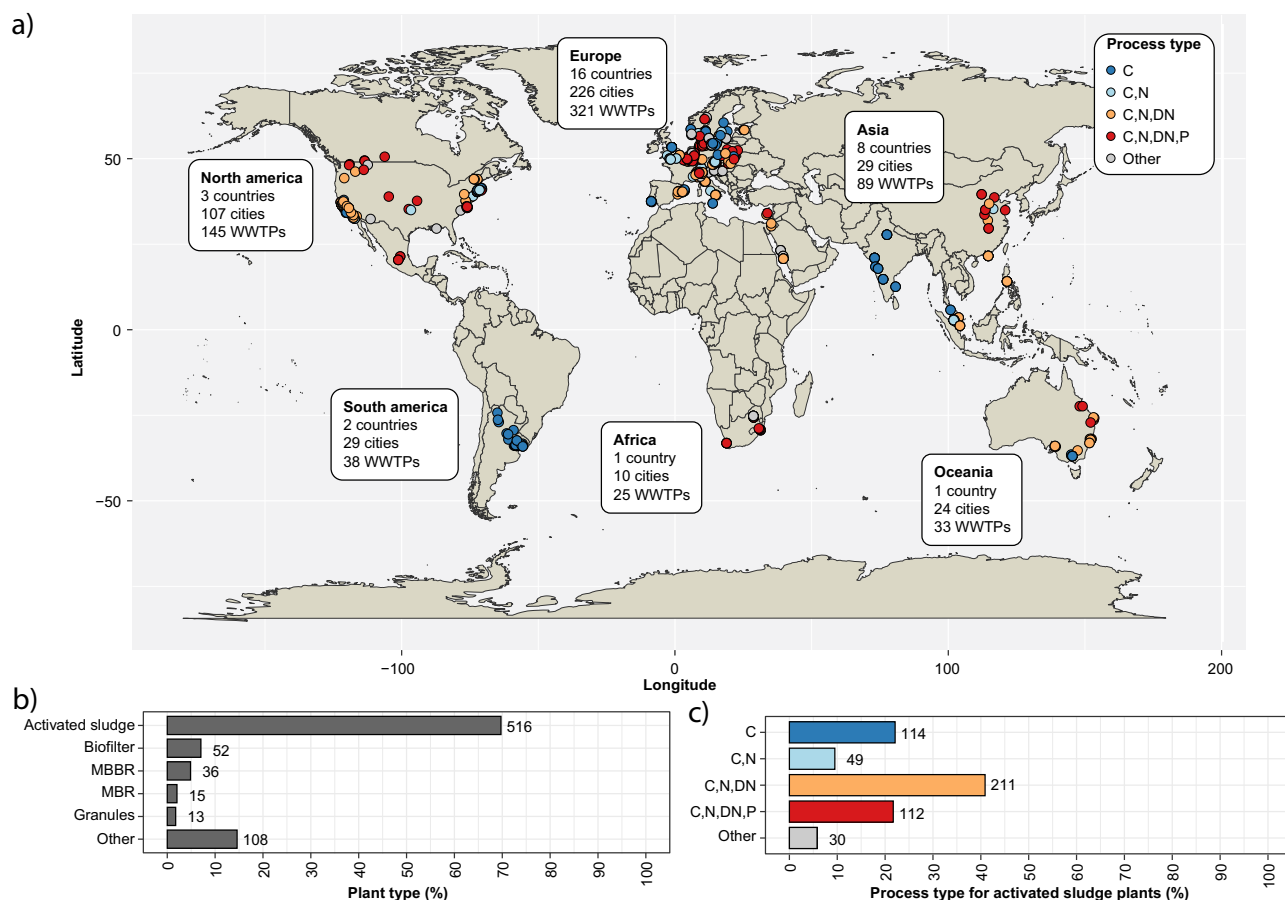 a)
Europe
16 countries
226 cities
321 WWTPs
Process type
C
C,N
C,N,DN
C,N,DN,P
Other
Asia
8 countries
29 cities
89 WWTPs
North america
3 countries
107 cities
145 WWTPs
South america
2 countries
29 cities
38 WWTPs
Africa
1 country
10 cities
25 WWTPs
Oceania
1 country
24 cities
33 WWTPs
Latitude
50
0
−50
−100
0
100
200
Longitude
b)
Activated sludge
516
Biofilter
52
MBBR
36
MBR
15
Granules
13
Other
108
0
10
20
30
40
50
60
70
80
90
100
Plant type (%)
c)
C
114
C,N
49
C,N,DN
211
C,N,DN,P
112
Other
30
0
10
20
30
40
50
60
70
80
90
100
Process type for activated sludge plants (%)